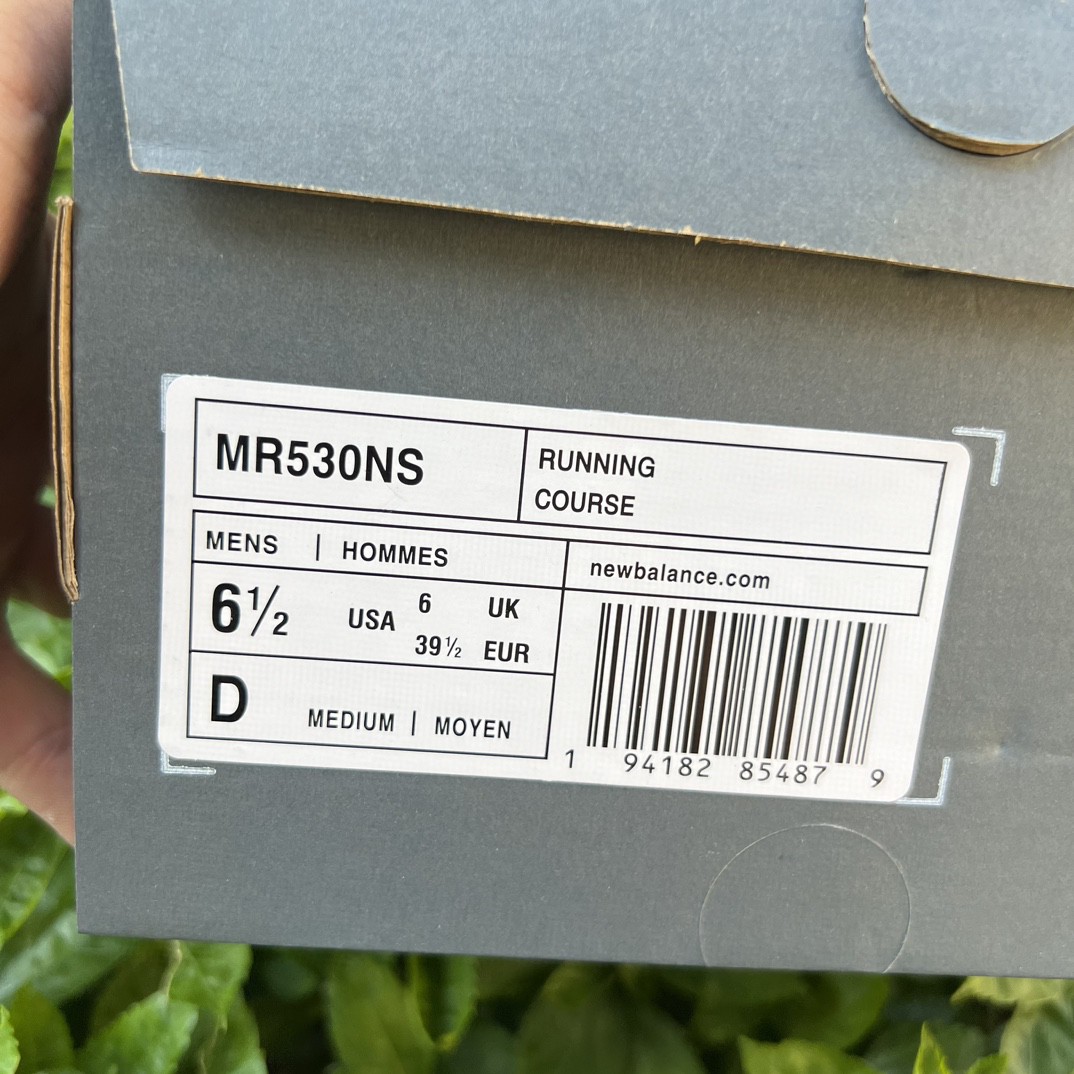 MR530NS
RUNNING
COURSE
MENS | HOMMES
newbalance.com
6½ USA 6 UK
39½ EUR
D MEDIUM | MOYEN
1 94182 85487 9